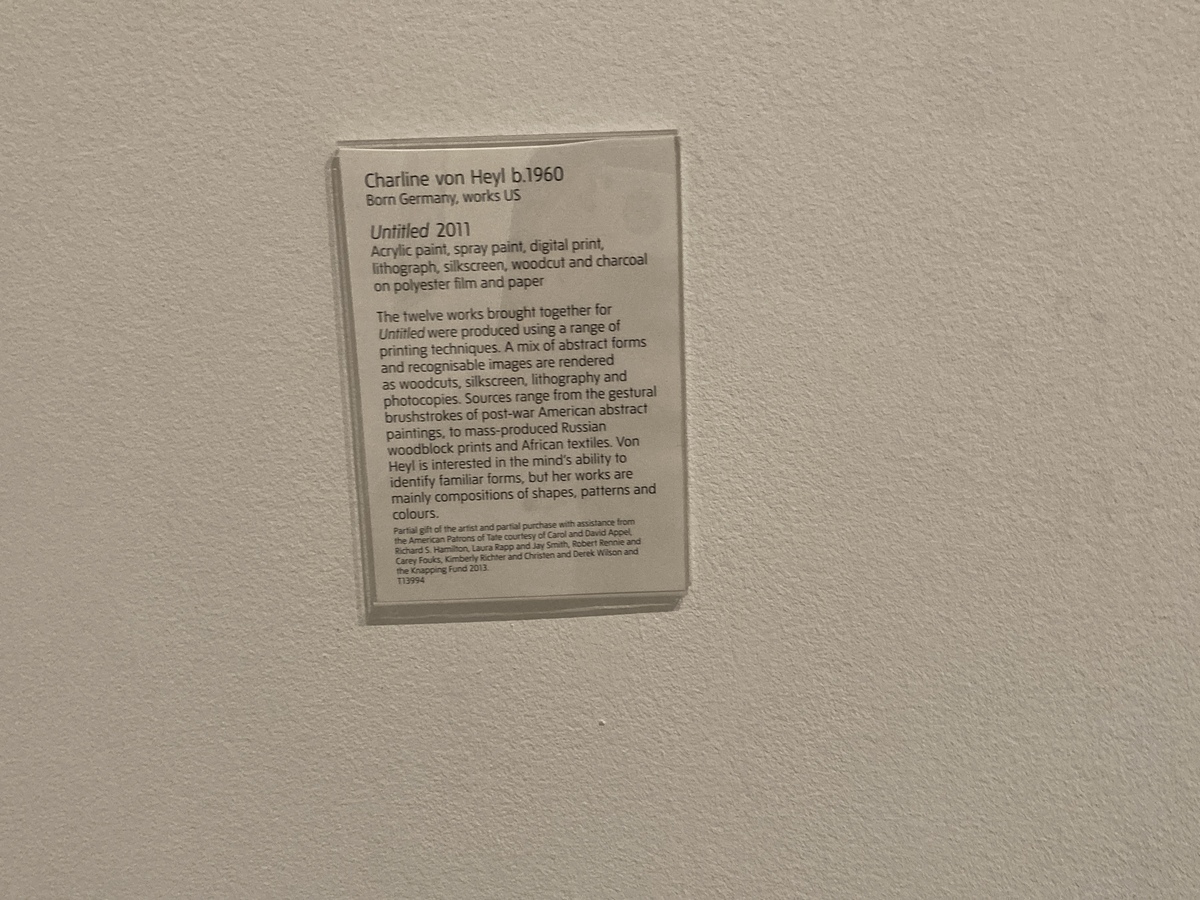 Charline von Heyl b.1960
Born Germany, works US
Untitled 2011
Acrylic paint, spray paint, digital print,
lithograph, silkscreen, woodcut and charcoal
on polyester film and paper
The twelve works brought together for
Untitled were produced using a range of
printing techniques. A mix of abstract forms
and recognisable images are rendered
as woodcuts, silkscreen, lithography and
photocopies. Sources range from the gestural
brushstrokes of post-war American abstract
paintings, to mass-produced Russian
woodblock prints and African textiles. Von
Heyl is interested in the mind's ability to
identify familiar forms, but her works are
mainly compositions of shapes, patterns and
colours.
Partial gift of the artist and partial purchase with assistance from
the American Patrons of Tate courtesy of Carol and David Appel,
Richard S. Hamilton, Laura Rapp and Jay Smith, Robert Rennie and
Carey Fouks, Kimberly Richter and Christen and Derek Wilson and
the Knapping Fund 2013.
T13994